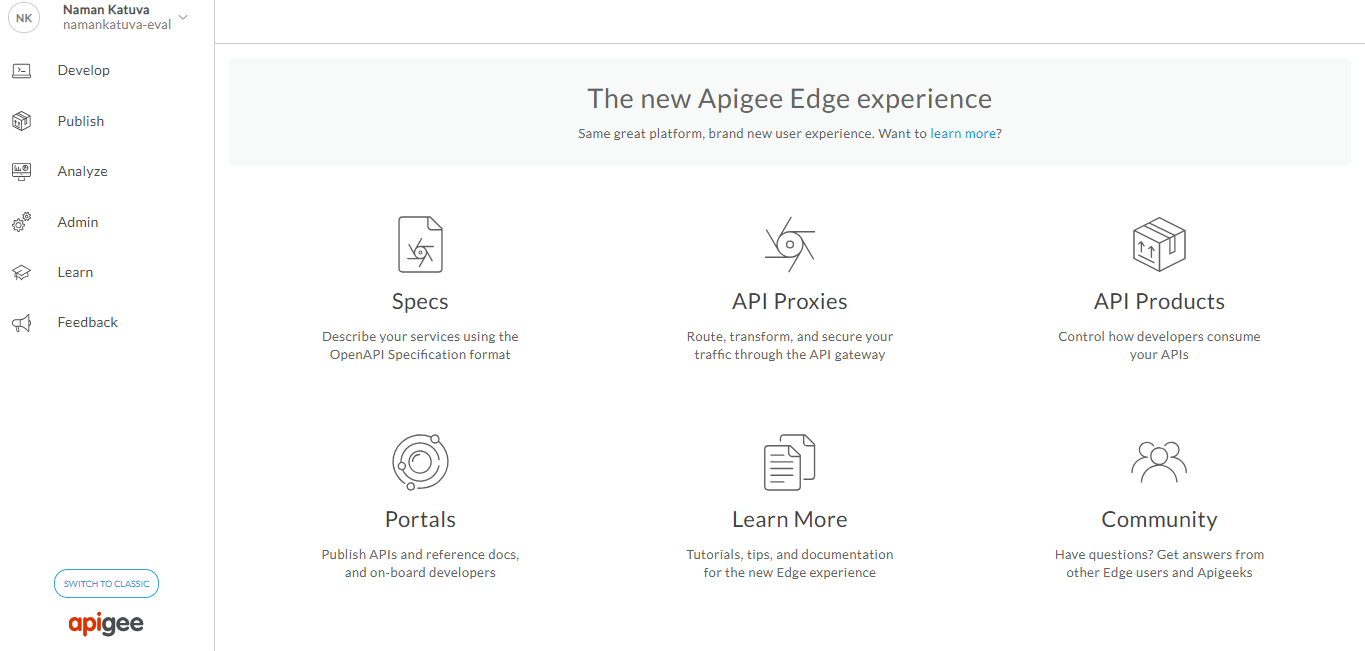 NK
Naman Katuva
namankatuva-eval
Develop
Publish
Analyze
Admin
Learn
Feedback
SWITCH TO CLASSIC
apigee
The new Apigee Edge experience
Same great platform, brand new user experience. Want to learn more?
Specs
Describe your services using the
OpenAPI Specification format
API Proxies
Route, transform, and secure your
traffic through the API gateway
API Products
Control how developers consume
your APIs
Portals
Publish APIs and reference docs,
and on-board developers
Learn More
Tutorials, tips, and documentation
for the new Edge experience
Community
Have questions? Get answers from
other Edge users and Apigeeks